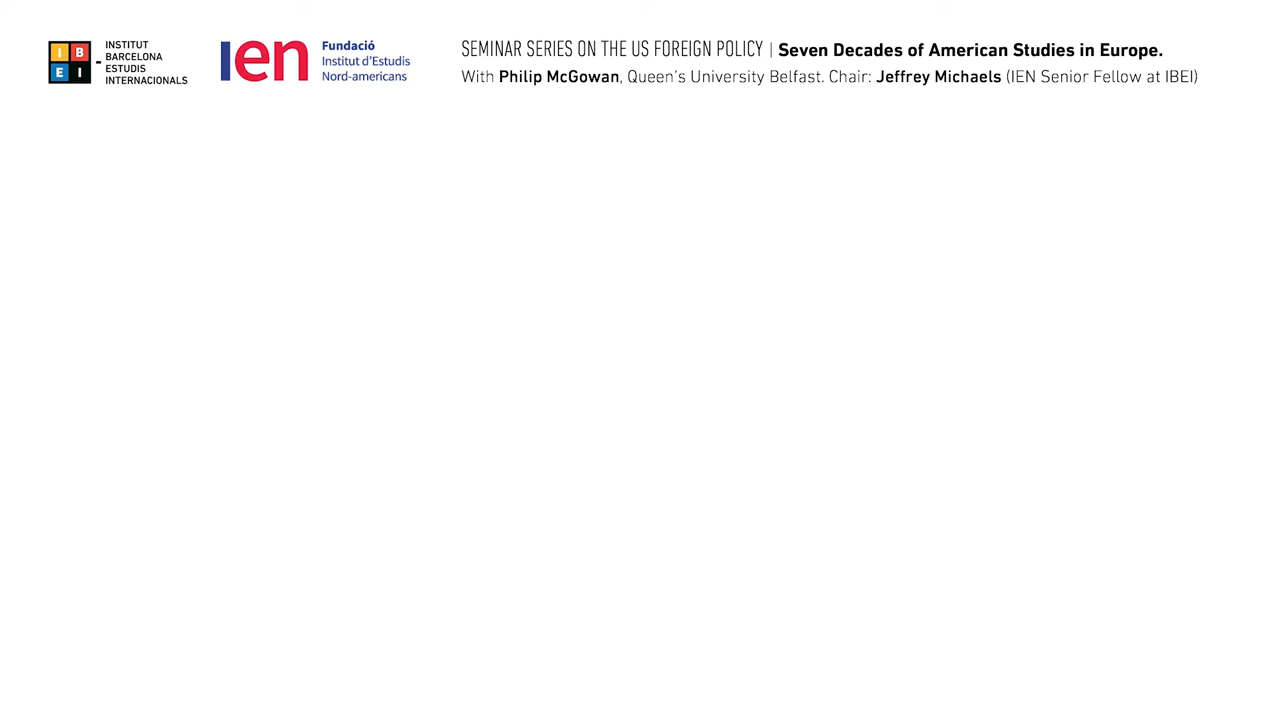 IB
EI
INSTITUT
BARCELONA
ESTUDIS
INTERNACIONALS
Ien
Fundació
Institut d'Estudis
Nord-americans
SEMINAR SERIES ON THE US FOREIGN POLICY | Seven Decades of American Studies in Europe.
With Philip McGowan, Queen's University Belfast. Chair: Jeffrey Michaels (IEN Senior Fellow at IBEI)